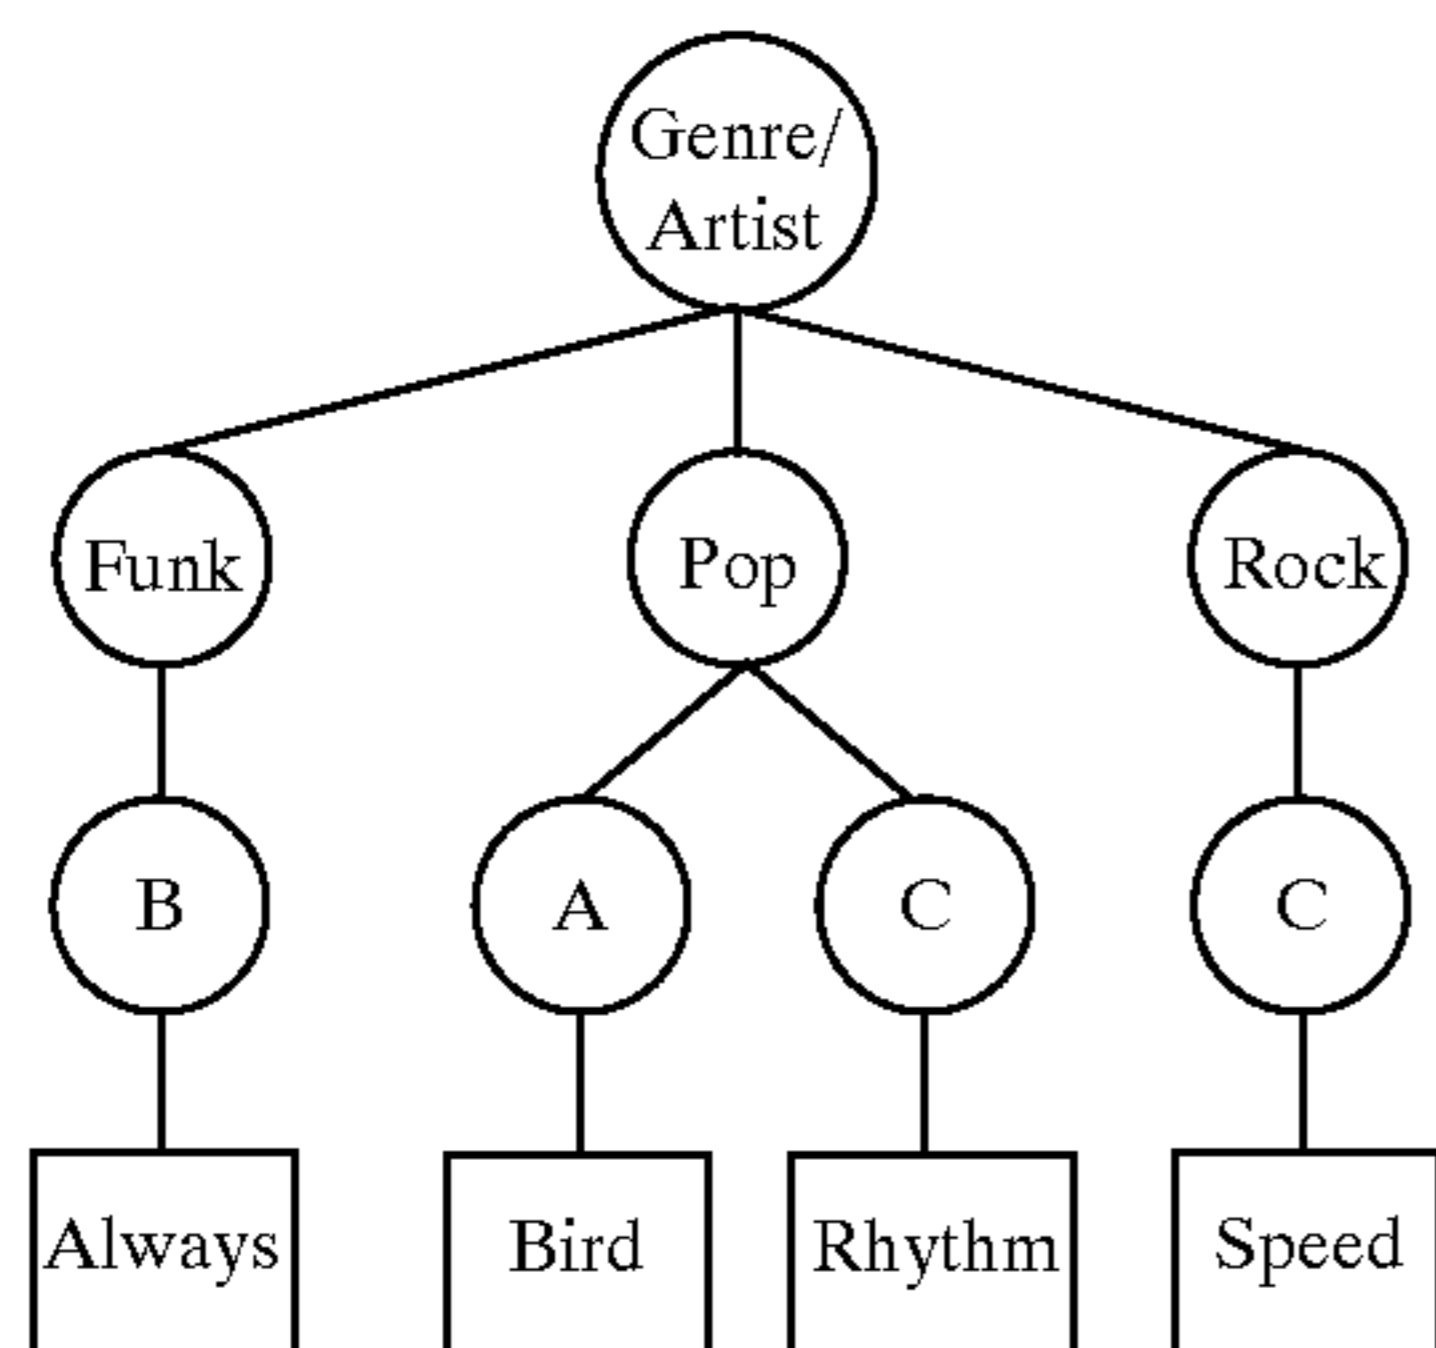 Genre/
Artist
Funk
Pop
Rock
B
A
C
C
Always
Bird
Rhythm
Speed